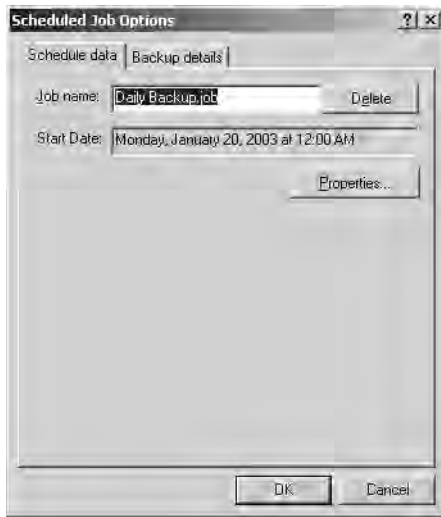 Scheduled Job Options
? ×
Schedule data
Backup details
Job name: Daily Backup.job Delete
Start Date: Monday, January 20, 2003 at 12:00 AM
Properties...
OK Cancel